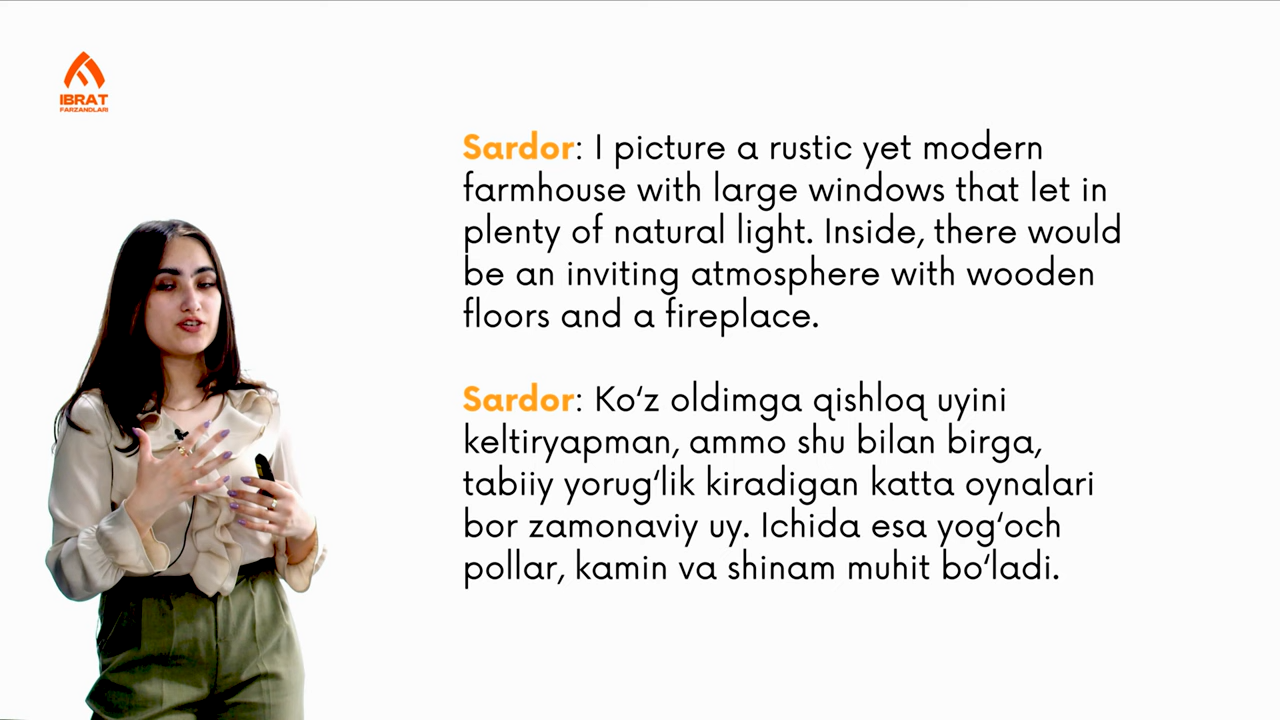 IBRAT
FARZANDLARI
Sardor: I picture a rustic yet modern
farmhouse with large windows that let in
plenty of natural light. Inside, there would
be an inviting atmosphere with wooden
floors and a fireplace.
Sardor: Ko‘z oldimga qishloq uyini
keltiryapman, ammo shu bilan birga,
tabiiy yorug‘lik kiradigan katta oynalari
bor zamonaviy uy. Ichida esa yog‘och
pollar, kamin va shinam muhit bo‘ladi.